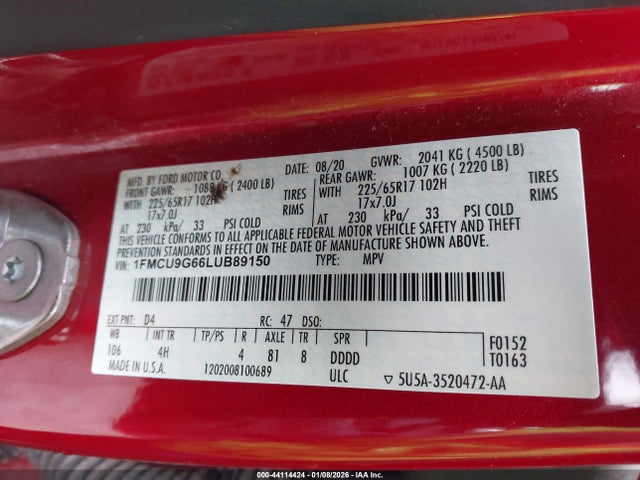 MFD. BY FORD MOTOR CO. DATE: 08/20 GVWR: 2041 KG ( 4500 LB)
FRONT GAWR: 1089 KG ( 2400 LB) REAR GAWR: 1007 KG ( 2220 LB)
WITH 225/65R17 102H TIRES WITH 225/65R17 102H TIRES
17x7.0J RIMS 17x7.0J RIMS
AT 230 kPa/ 33 PSI COLD AT 230 kPa/ 33 PSI COLD
THIS VEHICLE CONFORMS TO ALL APPLICABLE FEDERAL MOTOR VEHICLE SAFETY AND THEFT
PREVENTION STANDARDS IN EFFECT ON THE DATE OF MANUFACTURE SHOWN ABOVE.
VIN: 1FMCU9G66LUB89150 TYPE: MPV
EXT PNT: D4 RC: 47 DSO:
WB INT TR TP/PS R AXLE TR SPR F0152
106 4H 4 81 8 DDDD T0163
MADE IN U.S.A. 1202008100689 ULC ▽ 5U5A-3520472-AA
000-44114424 - 01/08/2026 - IAA Inc.